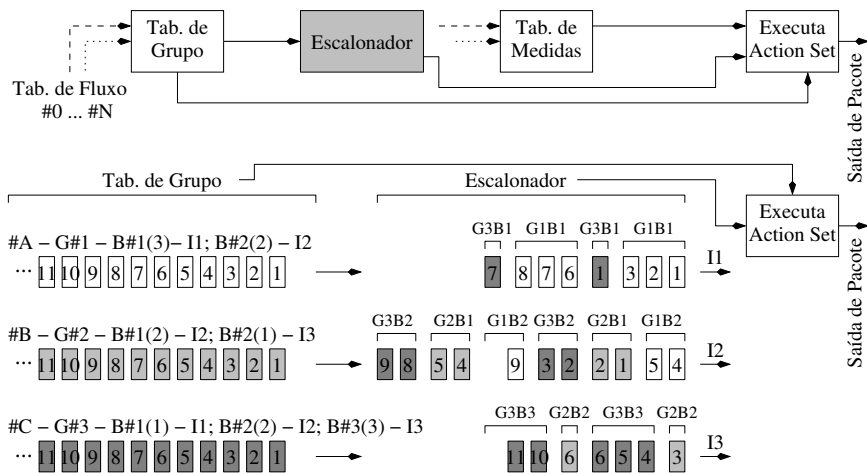 Tab. de Grupo
Escalonador
Tab. de Medidas
Executa Action Set
Tab. de Fluxo
#0 ... #N
Saída de Pacote
Tab. de Grupo
Escalonador
Executa Action Set
Saída de Pacote
#A – G#1 – B#1(3)– I1; B#2(2) – I2
G3B1 G1B1 G3B1 G1B1
... 11 10 9 8 7 6 5 4 3 2 1
7 8 7 6 1 3 2 1
I1
#B – G#2 – B#1(2) – I2; B#2(1) – I3
G3B2 G2B1 G1B2 G3B2 G2B1 G1B2
... 11 10 9 8 7 6 5 4 3 2 1
9 8 5 4 9 3 2 2 1 5 4
I2
#C – G#3 – B#1(1) – I1; B#2(2) – I2; B#3(3) – I3
G3B3 G2B2 G3B3 G2B2
... 11 10 9 8 7 6 5 4 3 2 1
11 10 6 6 5 4 3
I3